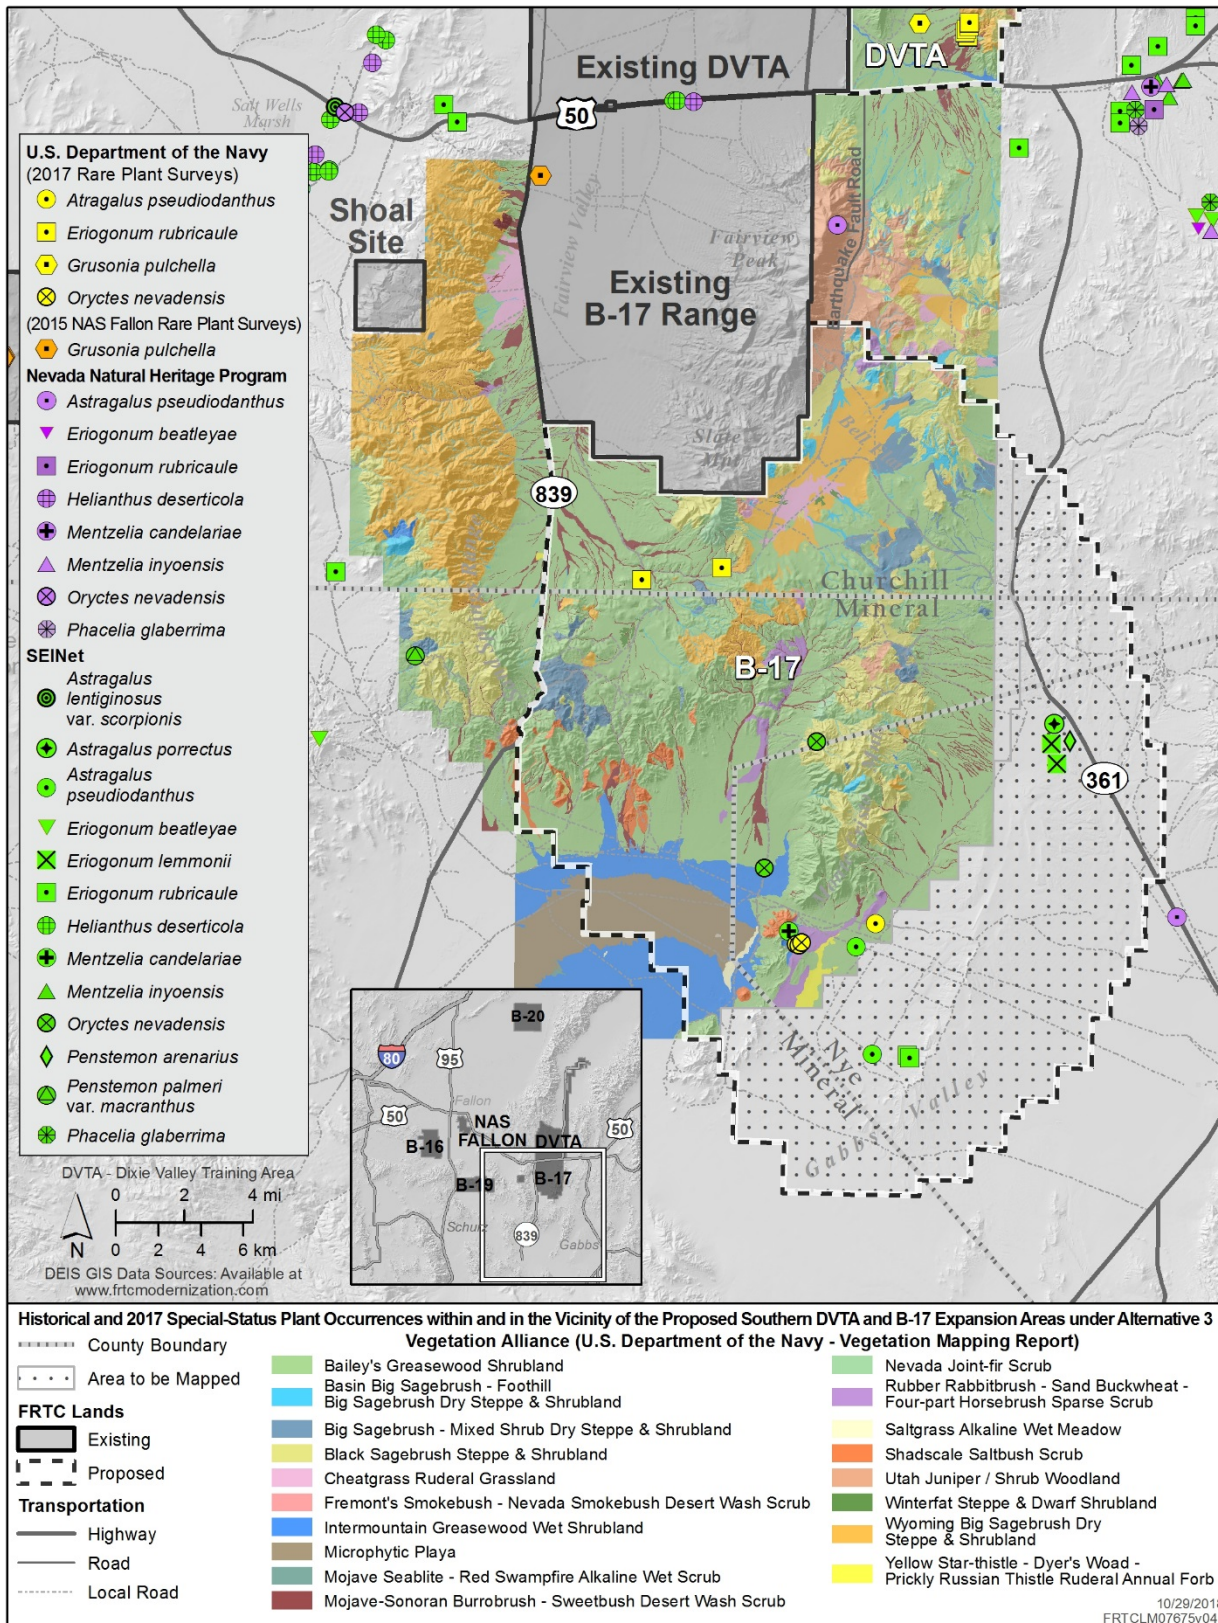 DVTA
Existing DVTA
Salt Wells
Marsh
50
U.S. Department of the Navy
(2017 Rare Plant Surveys)
Atragalus pseudiodanthus
Eriogonum rubricaule
Grusonia pulchella
Oryctes nevadensis
(2015 NAS Fallon Rare Plant Surveys)
Grusonia pulchella
Nevada Natural Heritage Program
Astragalus pseudiodanthus
Eriogonum beatleyae
Eriogonum rubricaule
Helianthus deserticola
Mentzelia candelariae
Mentzelia inyoensis
Oryctes nevadensis
Phacelia glaberrima
SEINet
Astragalus
lentiginosus
var. scorpionis
Astragalus porrectus
Astragalus
pseudiodanthus
Eriogonum beatleyae
Eriogonum lemmonii
Eriogonum rubricaule
Helianthus deserticola
Mentzelia candelariae
Mentzelia inyoensis
Oryctes nevadensis
Penstemon arenarius
Penstemon palmeri
var. macranthus
Phacelia glaberrima
Shoal
Site
Fairview Valley
Fairview
Peak
Earthquake Fault Road
Existing
B-17 Range
Slate
Mtn
Bell
839
Churchill
Mineral
B-17
361
Nye
Mineral
Gabbs Valley
DVTA - Dixie Valley Training Area
0 2 4 mi
0 2 4 6 km
N
DEIS GIS Data Sources: Available at
www.frtcmodernization.com
B-20
80
95
Fallon
50
NAS
FALLON
DVTA
50
B-16
B-19
B-17
Schurz
839
Gabbs
Historical and 2017 Special-Status Plant Occurrences within and in the Vicinity of the Proposed Southern DVTA and B-17 Expansion Areas under Alternative 3
County Boundary
Area to be Mapped
FRTC Lands
Existing
Proposed
Transportation
Highway
Road
Local Road
Vegetation Alliance (U.S. Department of the Navy - Vegetation Mapping Report)
Bailey's Greasewood Shrubland
Basin Big Sagebrush - Foothill
Big Sagebrush Dry Steppe & Shrubland
Big Sagebrush - Mixed Shrub Dry Steppe & Shrubland
Black Sagebrush Steppe & Shrubland
Cheatgrass Ruderal Grassland
Fremont's Smokebush - Nevada Smokebush Desert Wash Scrub
Intermountain Greasewood Wet Shrubland
Microphytic Playa
Mojave Seablite - Red Swampfire Alkaline Wet Scrub
Mojave-Sonoran Burrobrush - Sweetbush Desert Wash Scrub
Nevada Joint-fir Scrub
Rubber Rabbitbrush - Sand Buckwheat -
Four-part Horsebrush Sparse Scrub
Saltgrass Alkaline Wet Meadow
Shadscale Saltbush Scrub
Utah Juniper / Shrub Woodland
Winterfat Steppe & Dwarf Shrubland
Wyoming Big Sagebrush Dry
Steppe & Shrubland
Yellow Star-thistle - Dyer's Woad -
Prickly Russian Thistle Ruderal Annual Forb
10/29/2018
FRTCLM07675v04